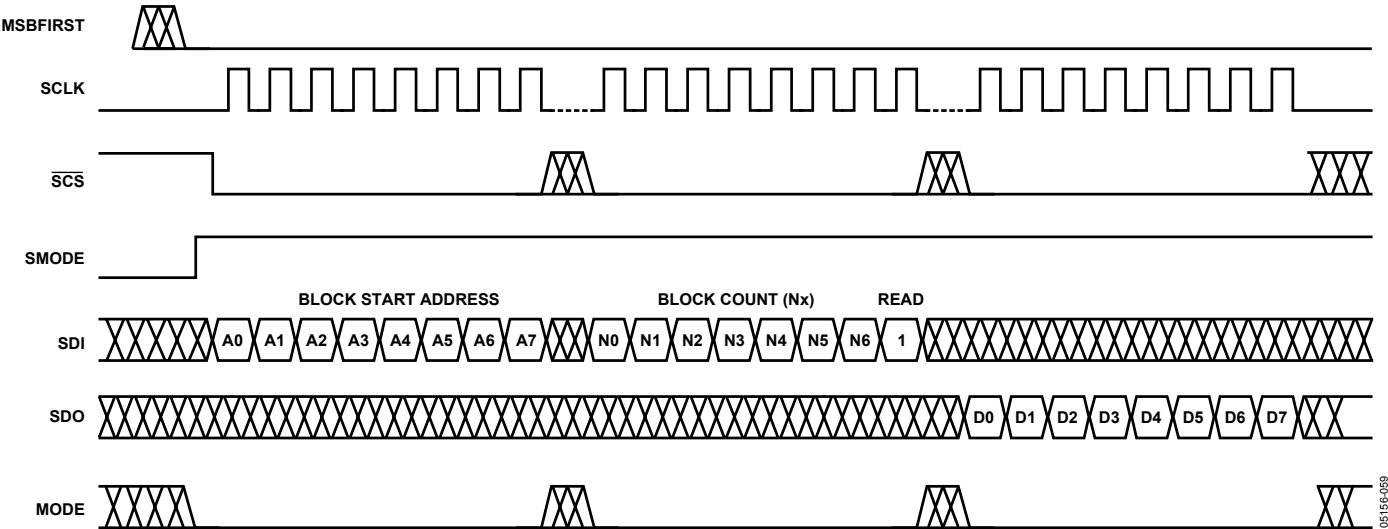 MSBFIRST
SCLK
SCS
SMODE
BLOCK START ADDRESS BLOCK COUNT (Nx) READ
SDI A0 A1 A2 A3 A4 A5 A6 A7 N0 N1 N2 N3 N4 N5 N6 1
SDO D0 D1 D2 D3 D4 D5 D6 D7
MODE
05156-059